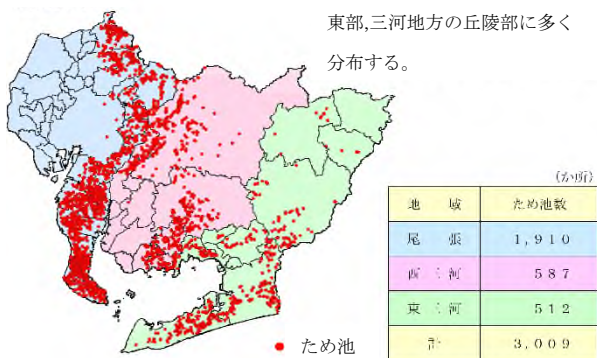 東部,三河地方の丘陵部に多く
分布する。
(か所)
地 域 ため池数
尾 張 1,910
西三河 587
東三河 512
計 3,009
ため池